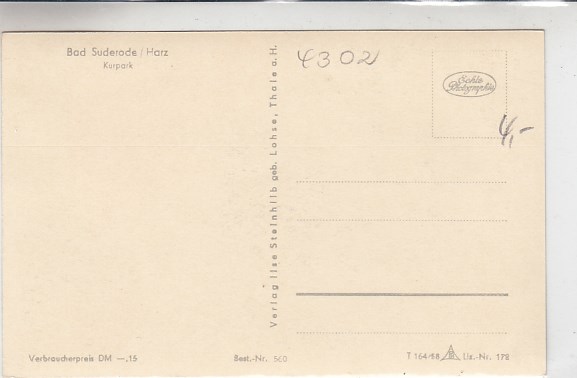 Bad Suderode / Harz
Kurpark
4302
Echte
Photographie
4,-
Verlag Ilse Steinhilb geb. Lohse, Thale a. H.
Verbraucherpreis DM —,15
Best.-Nr. 560
T 164/58 Lis.-Nr. 178